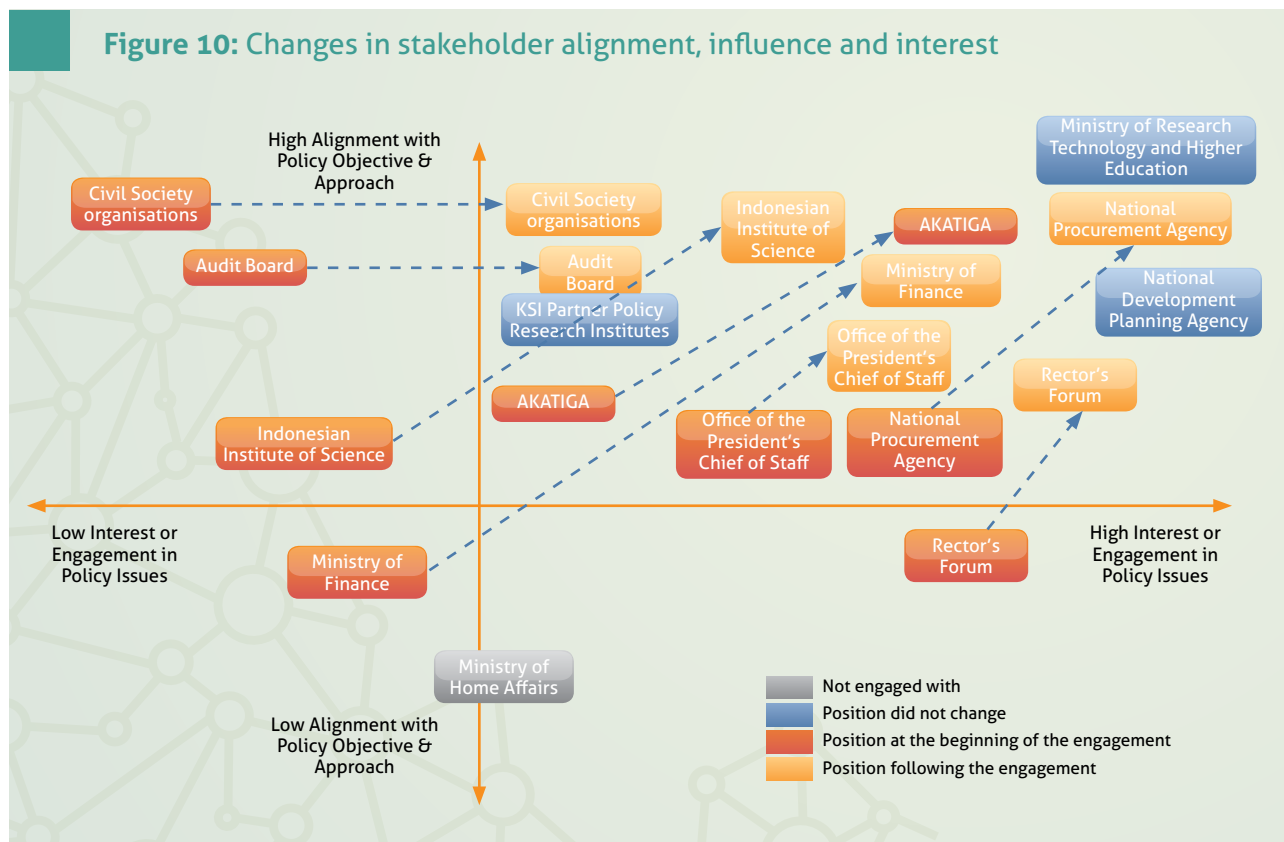 Figure 10: Changes in stakeholder alignment, influence and interest
High Alignment with
Policy Objective &
Approach
Civil Society
organisations
Audit Board
Civil Society
organisations
Audit
Board
KSI Partner Policy
Research Institutes
Indonesian
Institute of
Science
AKATIGA
Ministry of
Finance
Ministry of Research
Technology and Higher
Education
National
Procurement Agency
National
Development
Planning Agency
Office of the
President's
Chief of Staff
Rector's
Forum
AKATIGA
Indonesian
Institute of Science
Office of the
President's
Chief of Staff
National
Procurement
Agency
Low Interest or
Engagement in
Policy Issues
High Interest or
Engagement in
Policy Issues
Ministry of
Finance
Rector's
Forum
Ministry of
Home Affairs
Low Alignment with
Policy Objective &
Approach
Not engaged with
Position did not change
Position at the beginning of the engagement
Position following the engagement